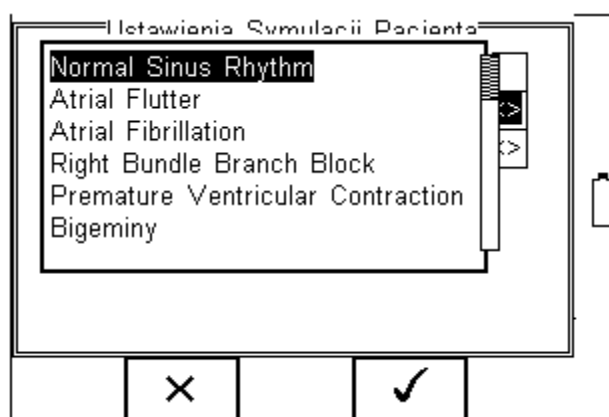 Ustawienia Symulacji Pacjenta
Normal Sinus Rhythm
Atrial Flutter
Atrial Fibrillation
Right Bundle Branch Block
Premature Ventricular Contraction
Bigeminy